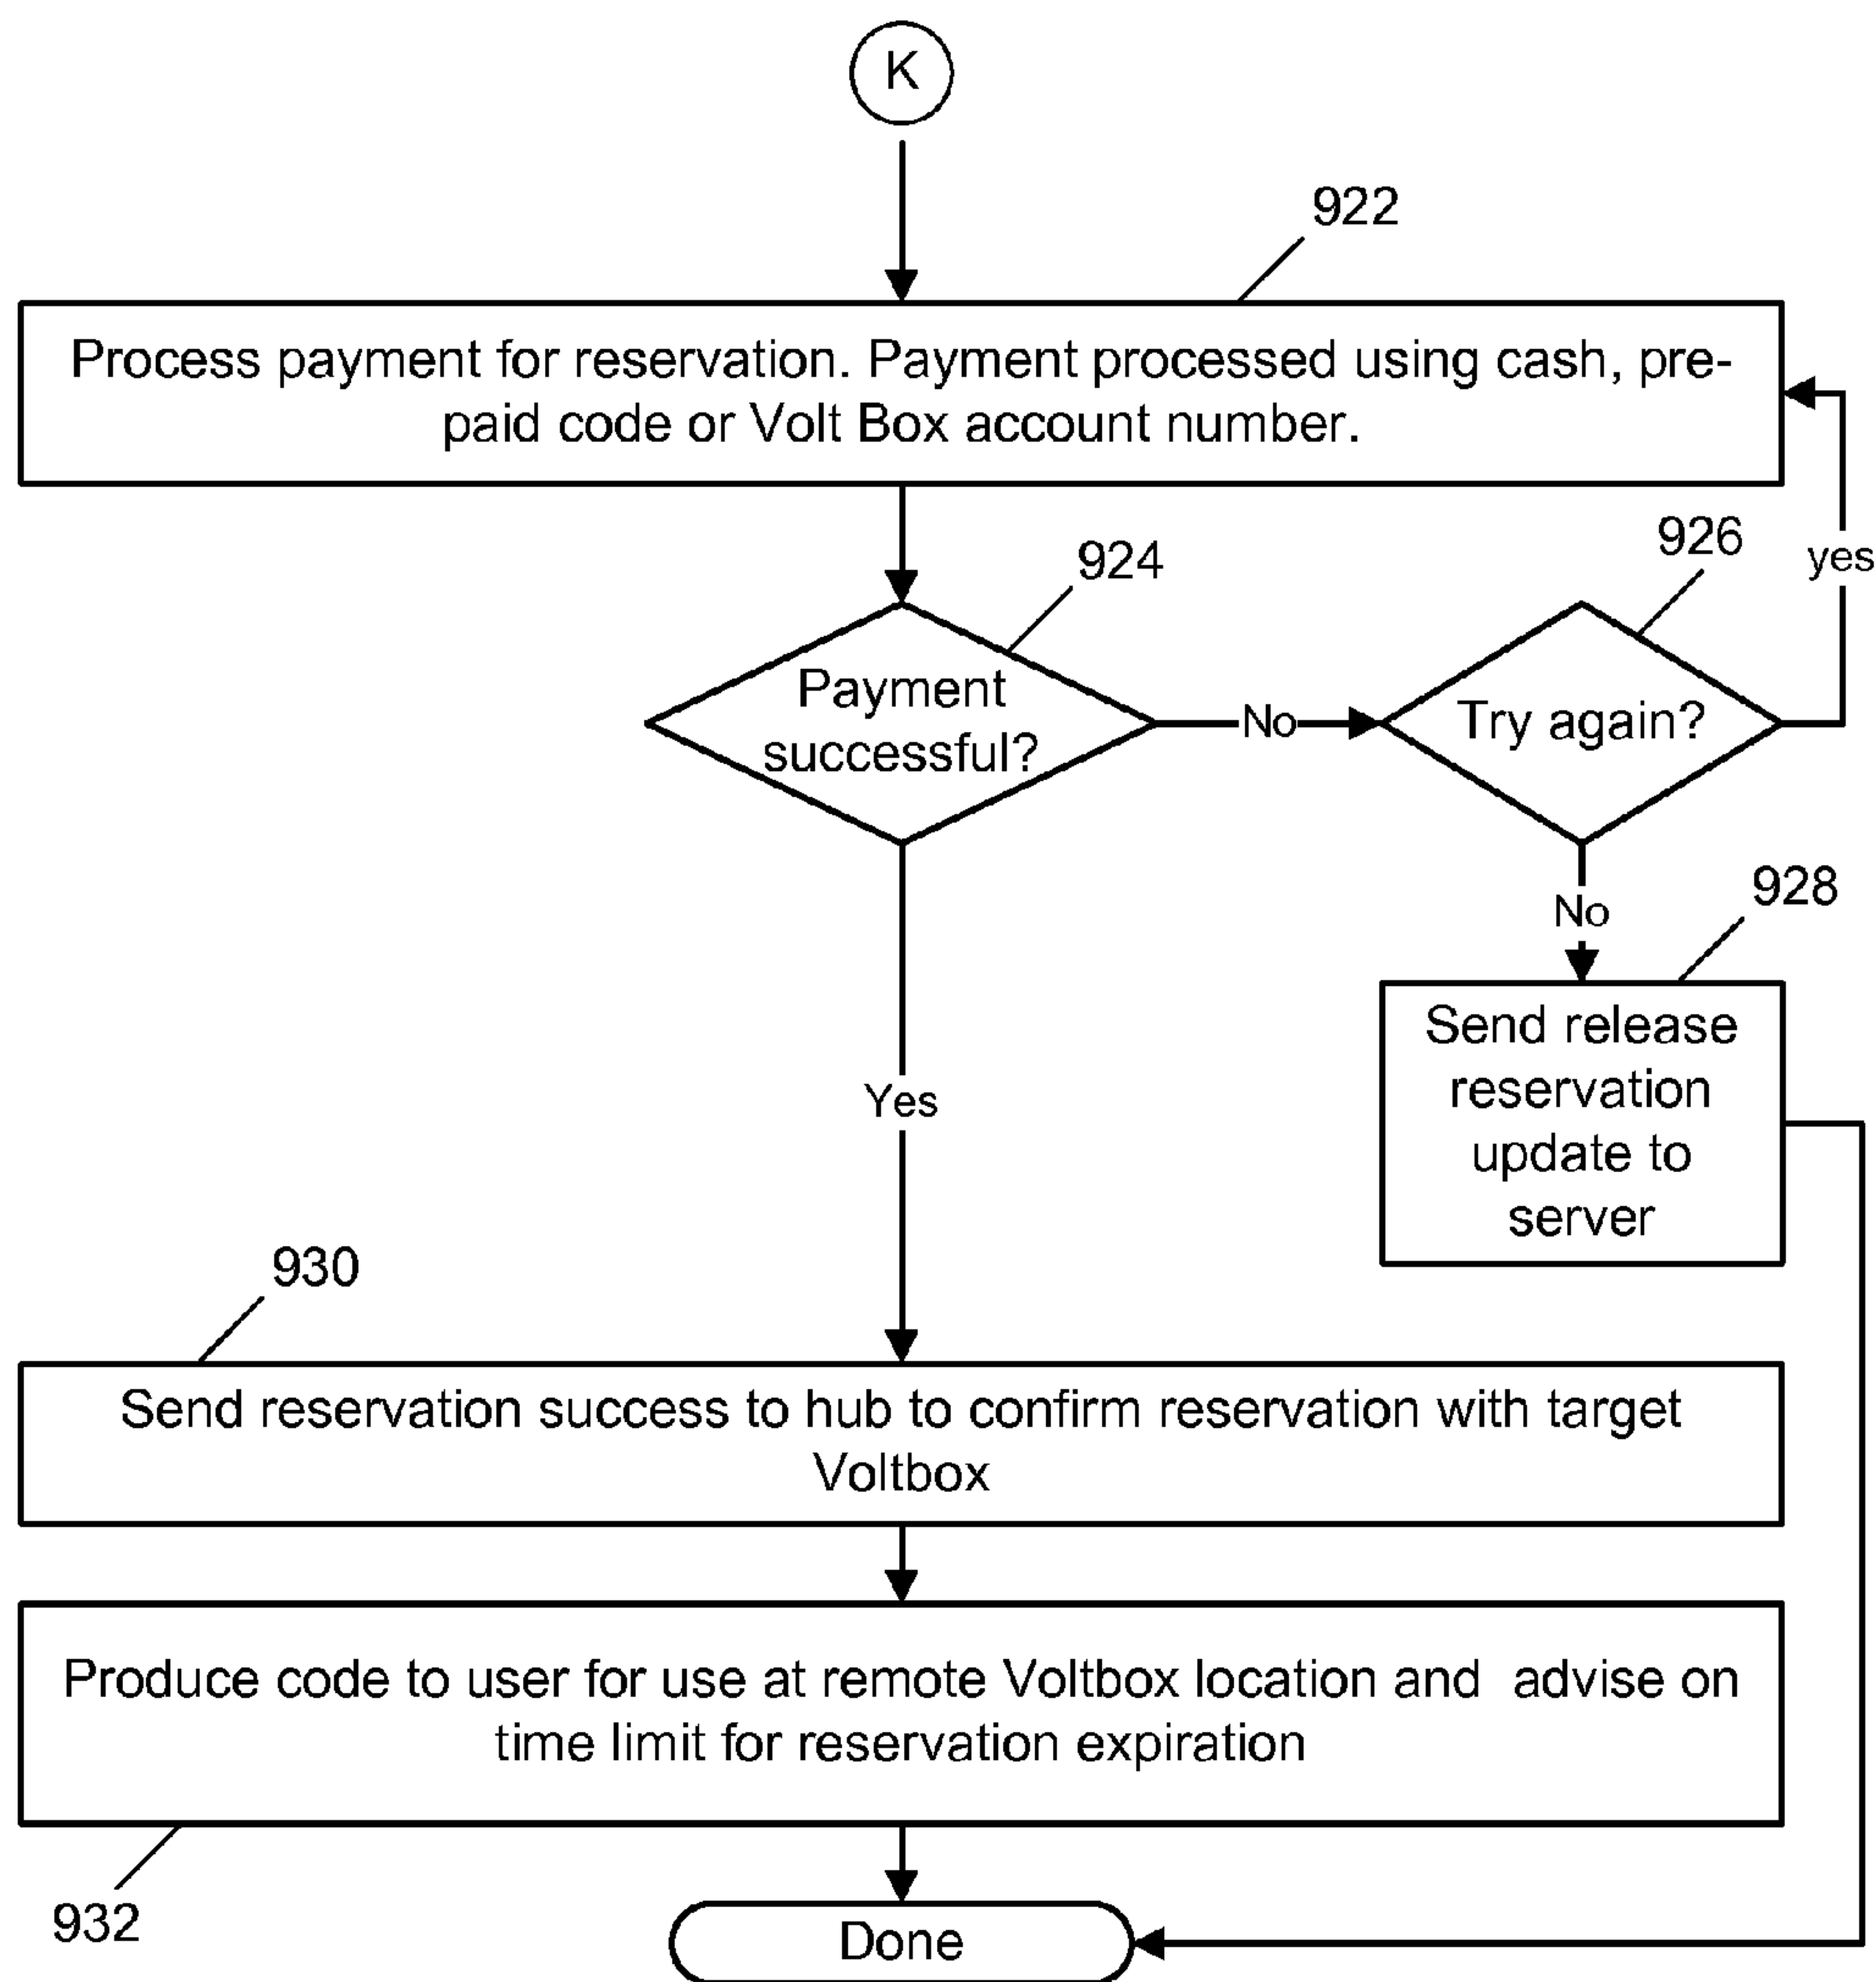 K
922
Process payment for reservation. Payment processed using cash, pre-
paid code or Volt Box account number.
924
926
yes
Payment
successful?
No
Try again?
No
928
Send release
reservation
update to
server
Yes
930
Send reservation success to hub to confirm reservation with target
Voltbox
Produce code to user for use at remote Voltbox location and  advise on
time limit for reservation expiration
932
Done